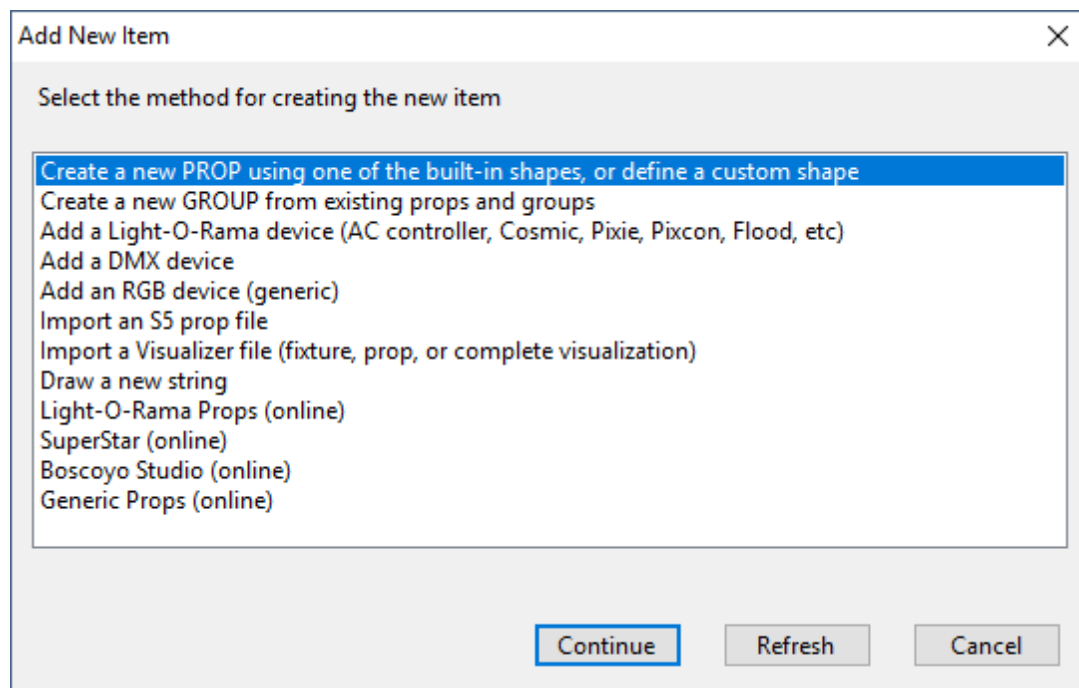 Add New Item
Select the method for creating the new item
Create a new PROP using one of the built-in shapes, or define a custom shape
Create a new GROUP from existing props and groups
Add a Light-O-Rama device (AC controller, Cosmic, Pixie, Pixcon, Flood, etc)
Add a DMX device
Add an RGB device (generic)
Import an S5 prop file
Import a Visualizer file (fixture, prop, or complete visualization)
Draw a new string
Light-O-Rama Props (online)
SuperStar (online)
Boscoyo Studio (online)
Generic Props (online)
Continue Refresh Cancel